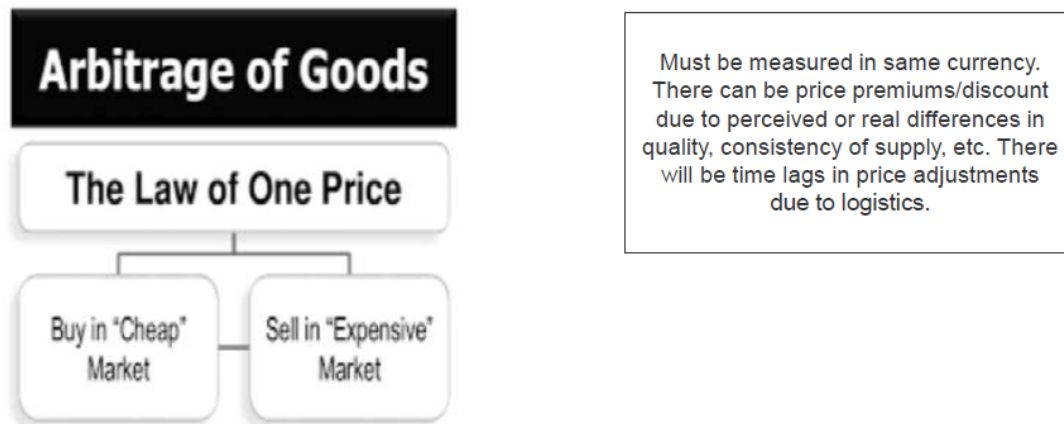 Arbitrage of Goods
The Law of One Price
Buy in “Cheap”
Market
Sell in “Expensive”
Market
Must be measured in same currency.
There can be price premiums/discount
due to perceived or real differences in
quality, consistency of supply, etc. There
will be time lags in price adjustments
due to logistics.